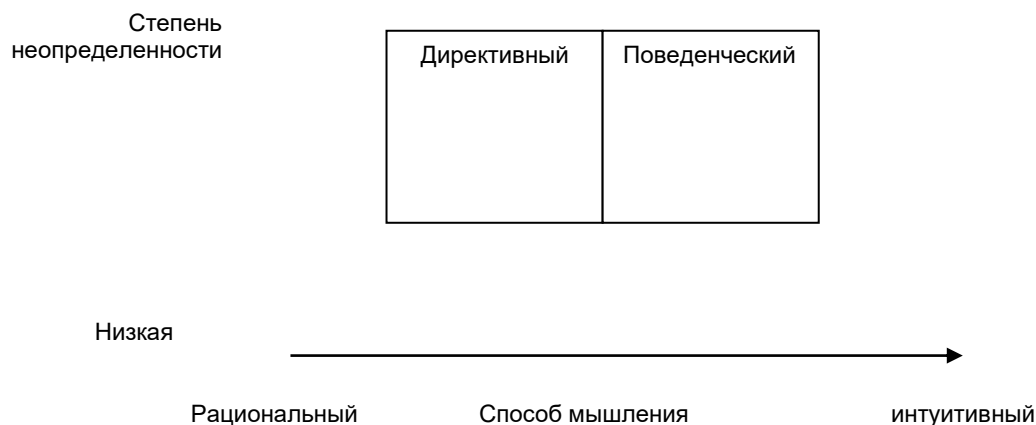 Степень
неопределенности
Директивный
Поведенческий
Низкая
Рациональный
Способ мышления
интуитивный